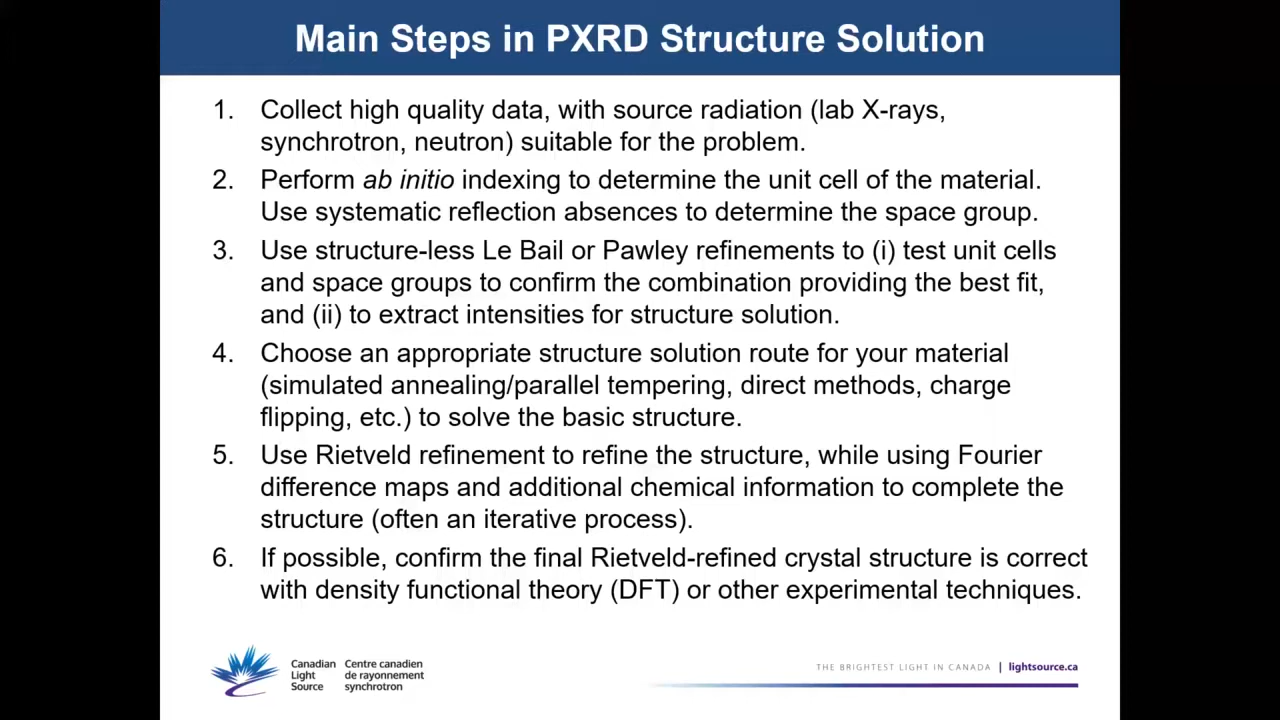 Main Steps in PXRD Structure Solution
1. Collect high quality data, with source radiation (lab X-rays,
synchrotron, neutron) suitable for the problem.
2. Perform ab initio indexing to determine the unit cell of the material.
Use systematic reflection absences to determine the space group.
3. Use structure-less Le Bail or Pawley refinements to (i) test unit cells
and space groups to confirm the combination providing the best fit,
and (ii) to extract intensities for structure solution.
4. Choose an appropriate structure solution route for your material
(simulated annealing/parallel tempering, direct methods, charge
flipping, etc.) to solve the basic structure.
5. Use Rietveld refinement to refine the structure, while using Fourier
difference maps and additional chemical information to complete the
structure (often an iterative process).
6. If possible, confirm the final Rietveld-refined crystal structure is correct
with density functional theory (DFT) or other experimental techniques.
Canadian
Light
Source
Centre canadien
de rayonnement
synchrotron
THE BRIGHTEST LIGHT IN CANADA | lightsource.ca